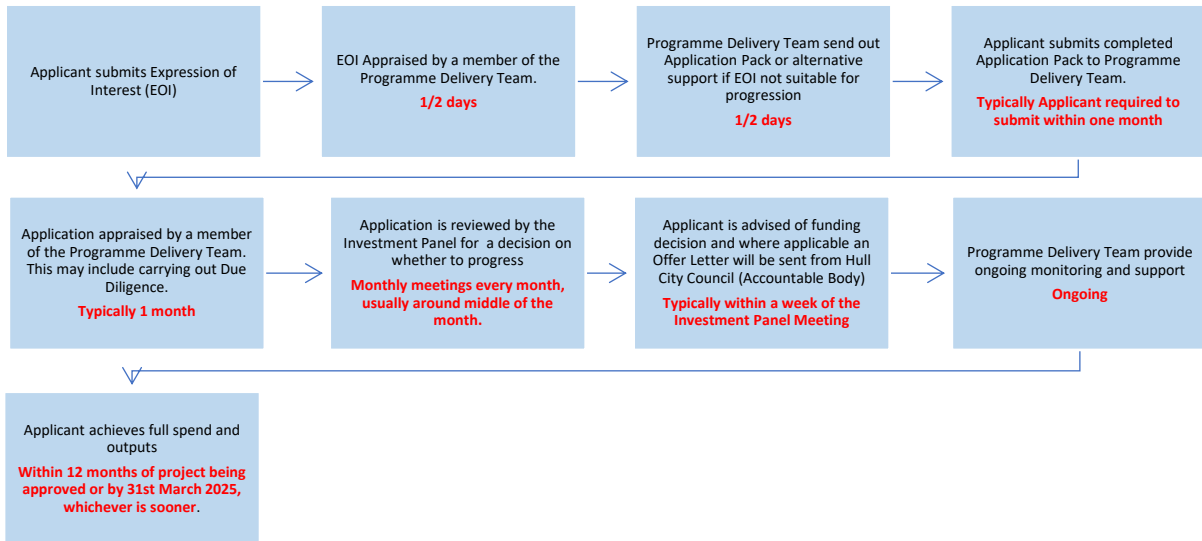 Applicant submits Expression of
Interest (EOI)
EOI Appraised by a member of the
Programme Delivery Team.
1/2 days
Programme Delivery Team send out
Application Pack or alternative
support if EOI not suitable for
progression
1/2 days
Applicant submits completed
Application Pack to Programme
Delivery Team.
Typically Applicant required to
submit within one month
Application appraised by a member
of the Programme Delivery Team.
This may include carrying out Due
Diligence.
Typically 1 month
Application is reviewed by the
Investment Panel for a decision on
whether to progress
Monthly meetings every month,
usually around middle of the
month.
Applicant is advised of funding
decision and where applicable an
Offer Letter will be sent from Hull
City Council (Accountable Body)
Typically within a week of the
Investment Panel Meeting
Programme Delivery Team provide
ongoing monitoring and support
Ongoing
Applicant achieves full spend and
outputs
Within 12 months of project being
approved or by 31st March 2025,
whichever is sooner.